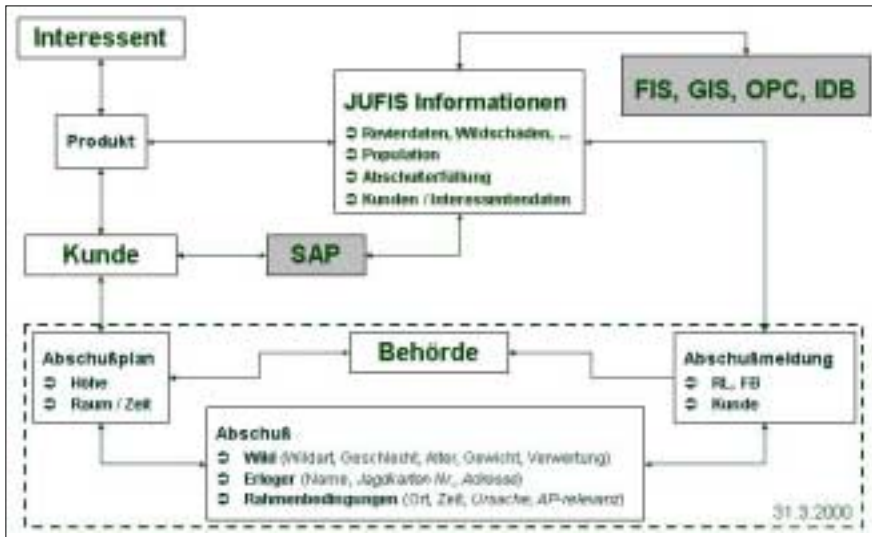 Interessent
FIS, GIS, OPC, IDB
JUFIS Informationen
➲ Revierdaten, Wildschäden, ...
➲ Population
➲ Abschußerfüllung
➲ Kunden / Interessentendaten
Produkt
Kunde
SAP
Abschußplan
➲ Höhe
➲ Raum / Zeit
Behörde
Abschußmeldung
➲ RL, FB
➲ Kunde
Abschuß
➲ Wild (Wildart, Geschlecht, Alter, Gewicht, Verwertung)
➲ Erleger (Name, Jagdkarten Nr., Adresse)
➲ Rahmenbedingungen (Ort, Zeit, Ursache, AP-relevanz)
31.3.2000